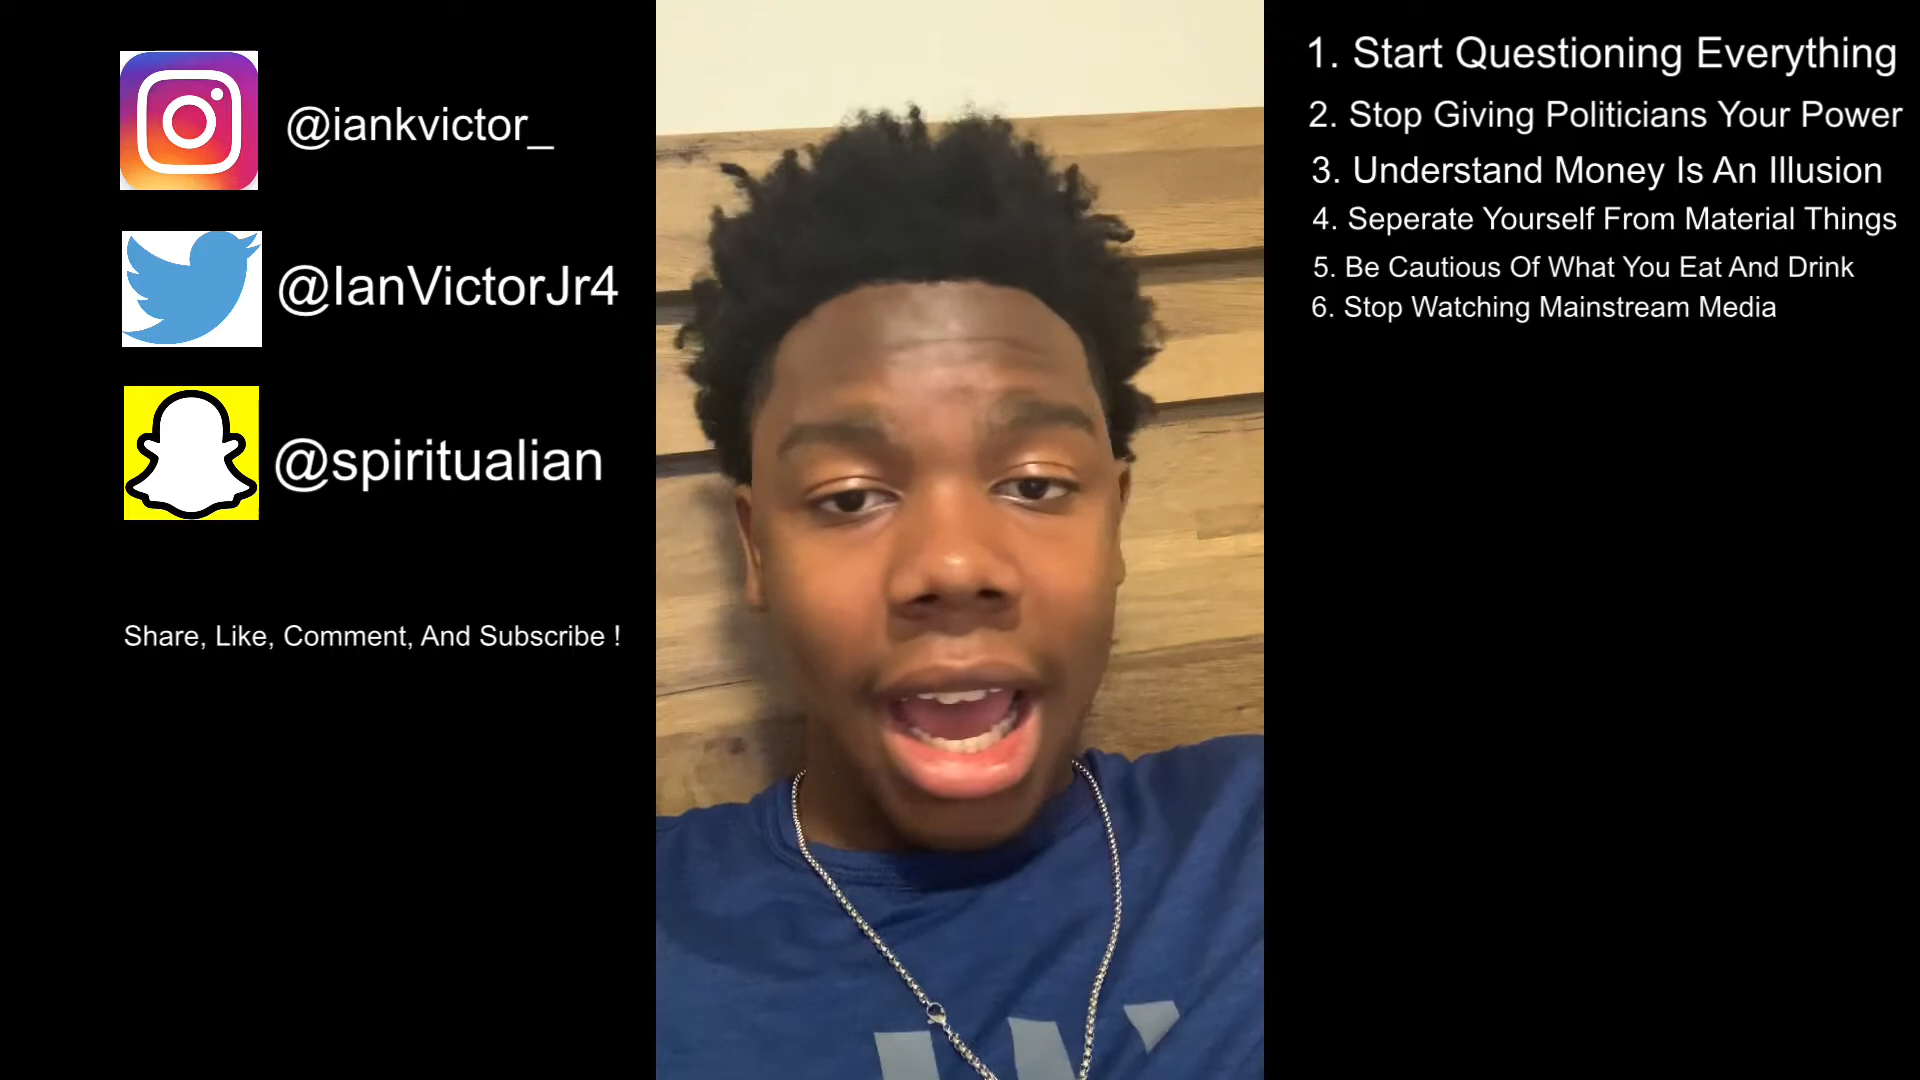 @iankvictor_
@IanVictorJr4
@spiritualian
Share, Like, Comment, And Subscribe !
1. Start Questioning Everything
2. Stop Giving Politicians Your Power
3. Understand Money Is An Illusion
4. Seperate Yourself From Material Things
5. Be Cautious Of What You Eat And Drink
6. Stop Watching Mainstream Media